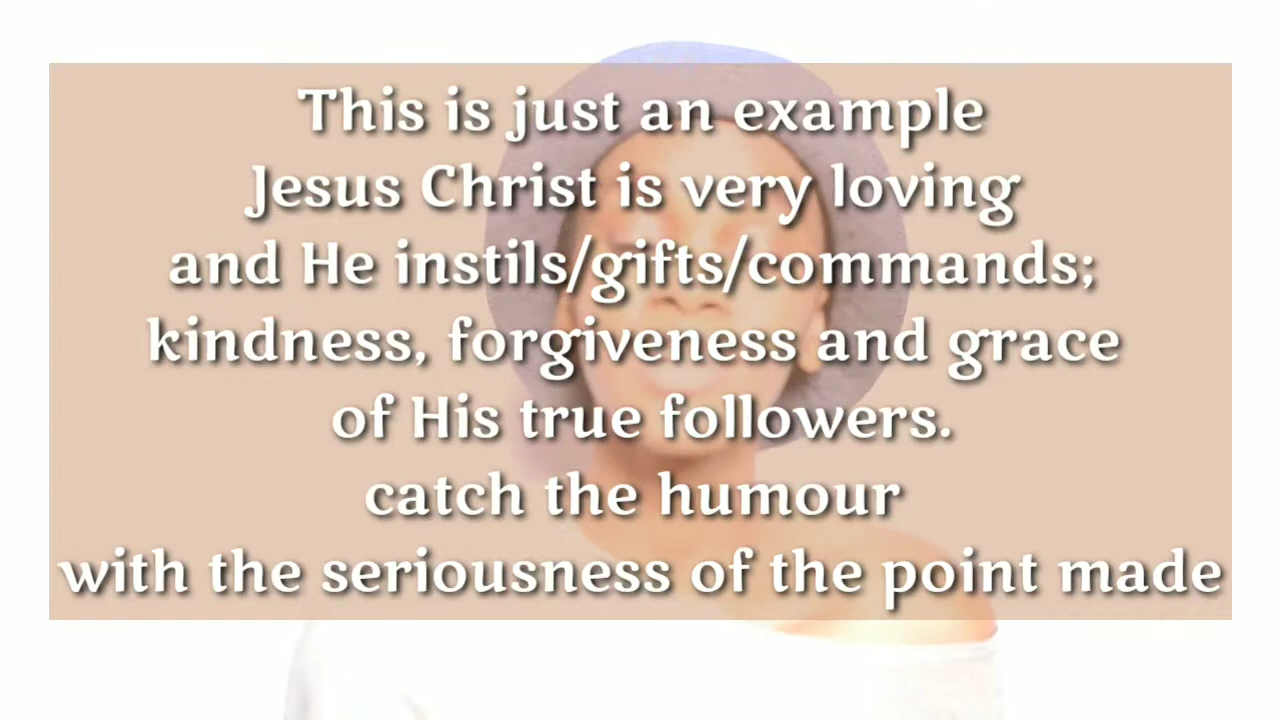 This is just an example
Jesus Christ is very loving
and He instils/gifts/commands;
kindness, forgiveness and grace
of His true followers.
catch the humour
with the seriousness of the point made